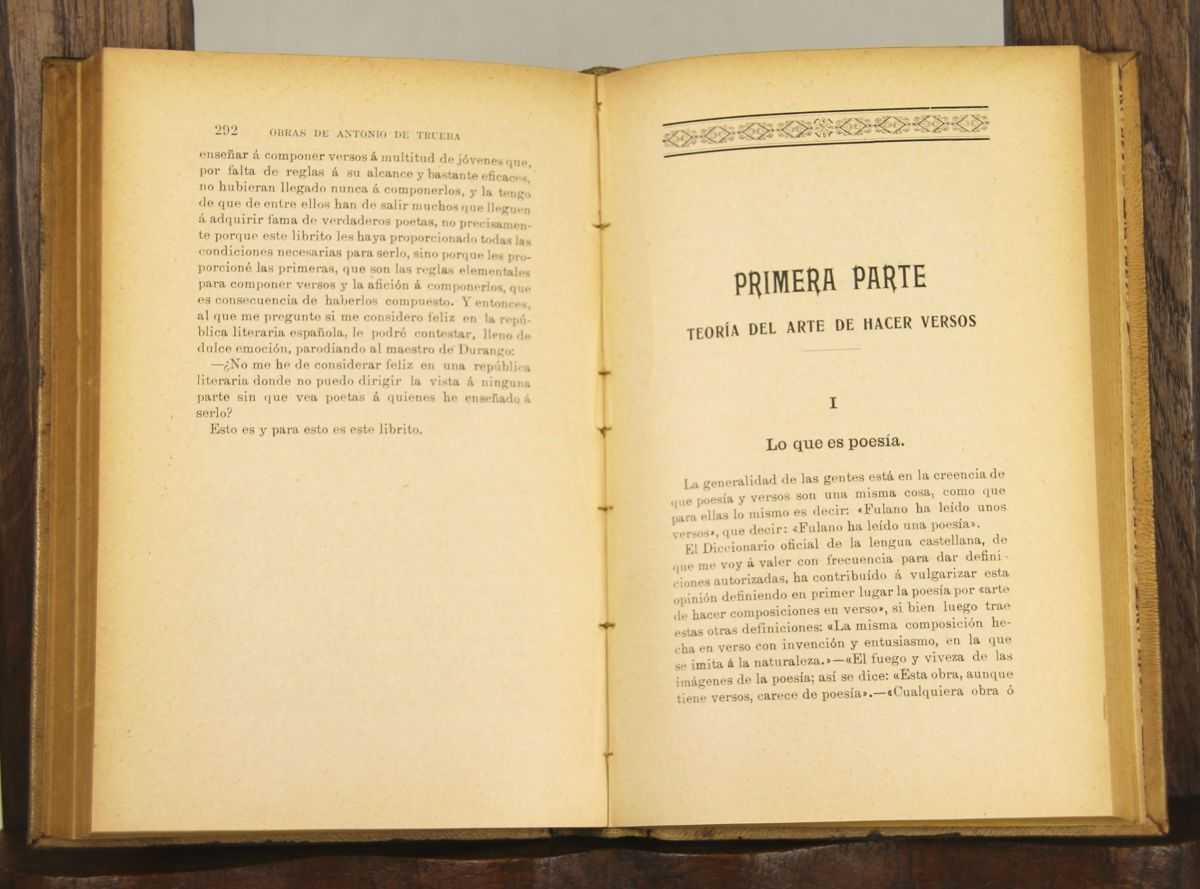 292 OBRAS DE ANTONIO DE TRUEBA
enseñar á componer versos á multitud de jóvenes que,
por falta de reglas á su alcance y bastante eficaces,
no hubieran llegado nunca á componerlos, y la tengo
de que de entre ellos han de salir muchos que lleguen
á adquirir fama de verdaderos poetas, no precisamen-
te porque este librito les haya proporcionado todas las
condiciones necesarias para serlo, sino porque les pro-
porcioné las primeras, que son las reglas elementales
para componer versos y la afición á componerlos, que
es consecuencia de haberlos compuesto. Y entonces,
al que me pregunte si me considero feliz en la repú-
blica literaria española, le podré contestar, lleno de
dulce emoción, parodiando al maestro de Durango:
—¿No me he de considerar feliz en una república
literaria donde no puedo dirigir la vista á ninguna
parte sin que vea poetas á quienes he enseñado á
serlo?
Esto es y para esto es este librito.
PRIMERA PARTE
TEORÍA DEL ARTE DE HACER VERSOS
I
Lo que es poesía.
La generalidad de las gentes está en la creencia de
que poesía y versos son una misma cosa, como que
para ellas lo mismo es decir: «Fulano ha leído unos
versos», que decir: «Fulano ha leído una poesía».
El Diccionario oficial de la lengua castellana, de
que me voy á valer con frecuencia para dar defini-
ciones autorizadas, ha contribuído á vulgarizar esta
opinión definiendo en primer lugar la poesía por «arte
de hacer composiciones en verso», si bien luego trae
estas otras definiciones: «La misma composición he-
cha en verso con invención y entusiasmo, en la que
se imita á la naturaleza.»—«El fuego y viveza de las
imágenes de la poesía; así se dice: «Esta obra, aunque
tiene versos, carece de poesía».—«Cualquiera obra ó